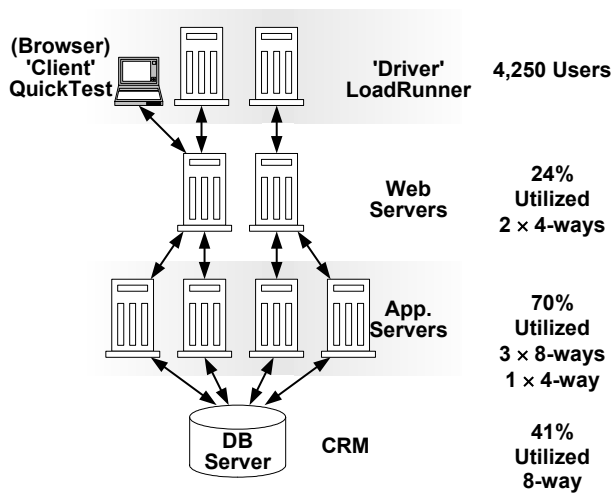 (Browser)
'Client'
QuickTest
'Driver'
LoadRunner
4,250 Users
Web
Servers
24%
Utilized
2 × 4-ways
App.
Servers
70%
Utilized
3 × 8-ways
1 × 4-way
DB
Server
CRM
41%
Utilized
8-way